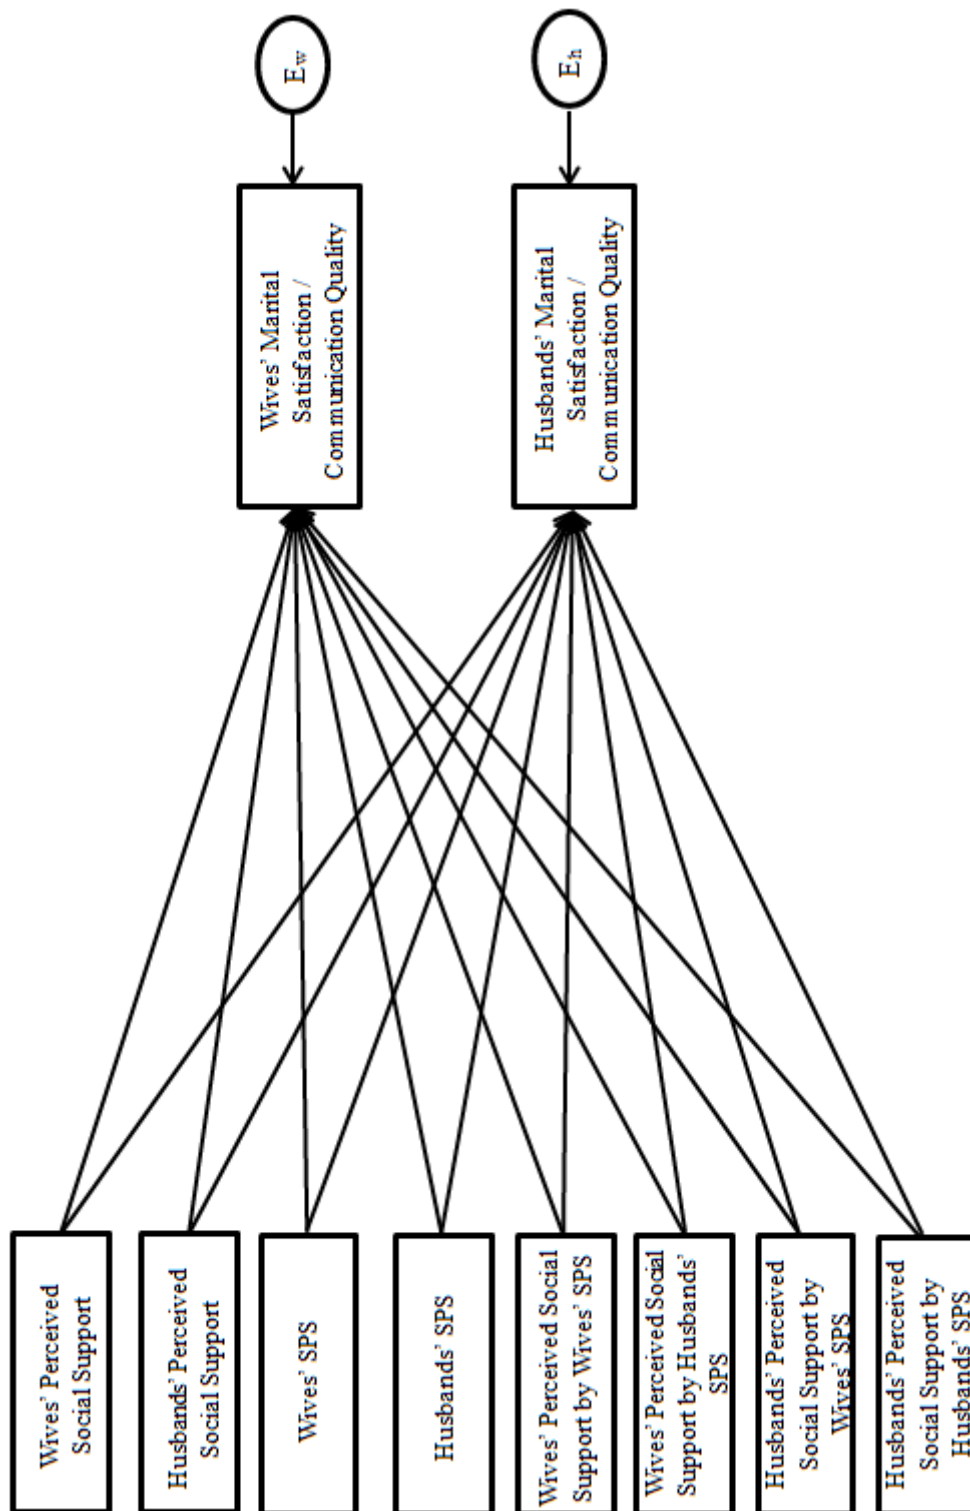 Wives’ Perceived
Social Support
Husbands’ Perceived
Social Support
Wives’ SPS
Husbands’ SPS
Wives’ Perceived Social
Support by Wives’ SPS
Wives’ Perceived Social
Support by Husbands’
SPS
Husbands’ Perceived
Social Support by
Wives’ SPS
Husbands’ Perceived
Social Support by
Husbands’ SPS
Wives’ Marital
Satisfaction /
Communication Quality
Husbands’ Marital
Satisfaction /
Communication Quality
Ew
Eh